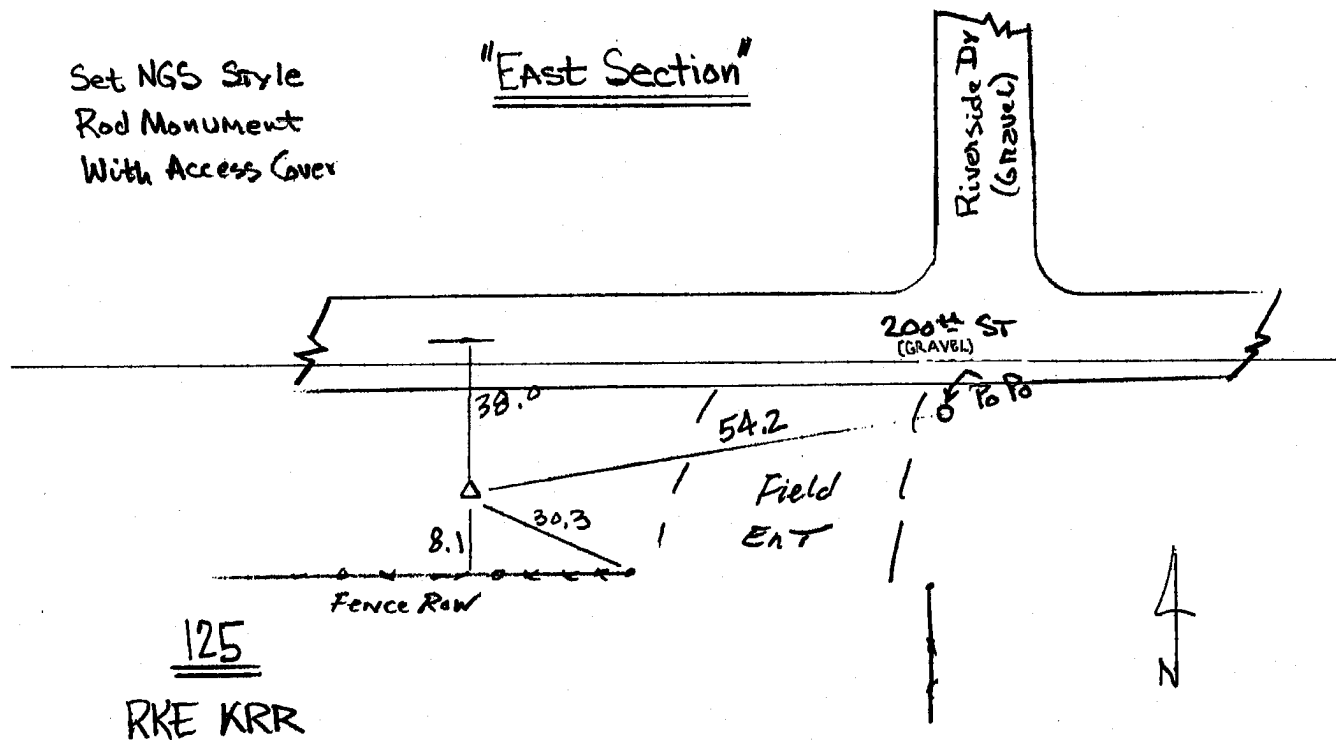 Set NGS Style
Rod Monument
With Access Cover
"East Section"
Riverside Dr
(Gravel)
200th ST
(GRAVEL)
Po Po
38.0
54.2
30.3
8.1
Field
EnT
Fence Row
125
RKE KRR
N